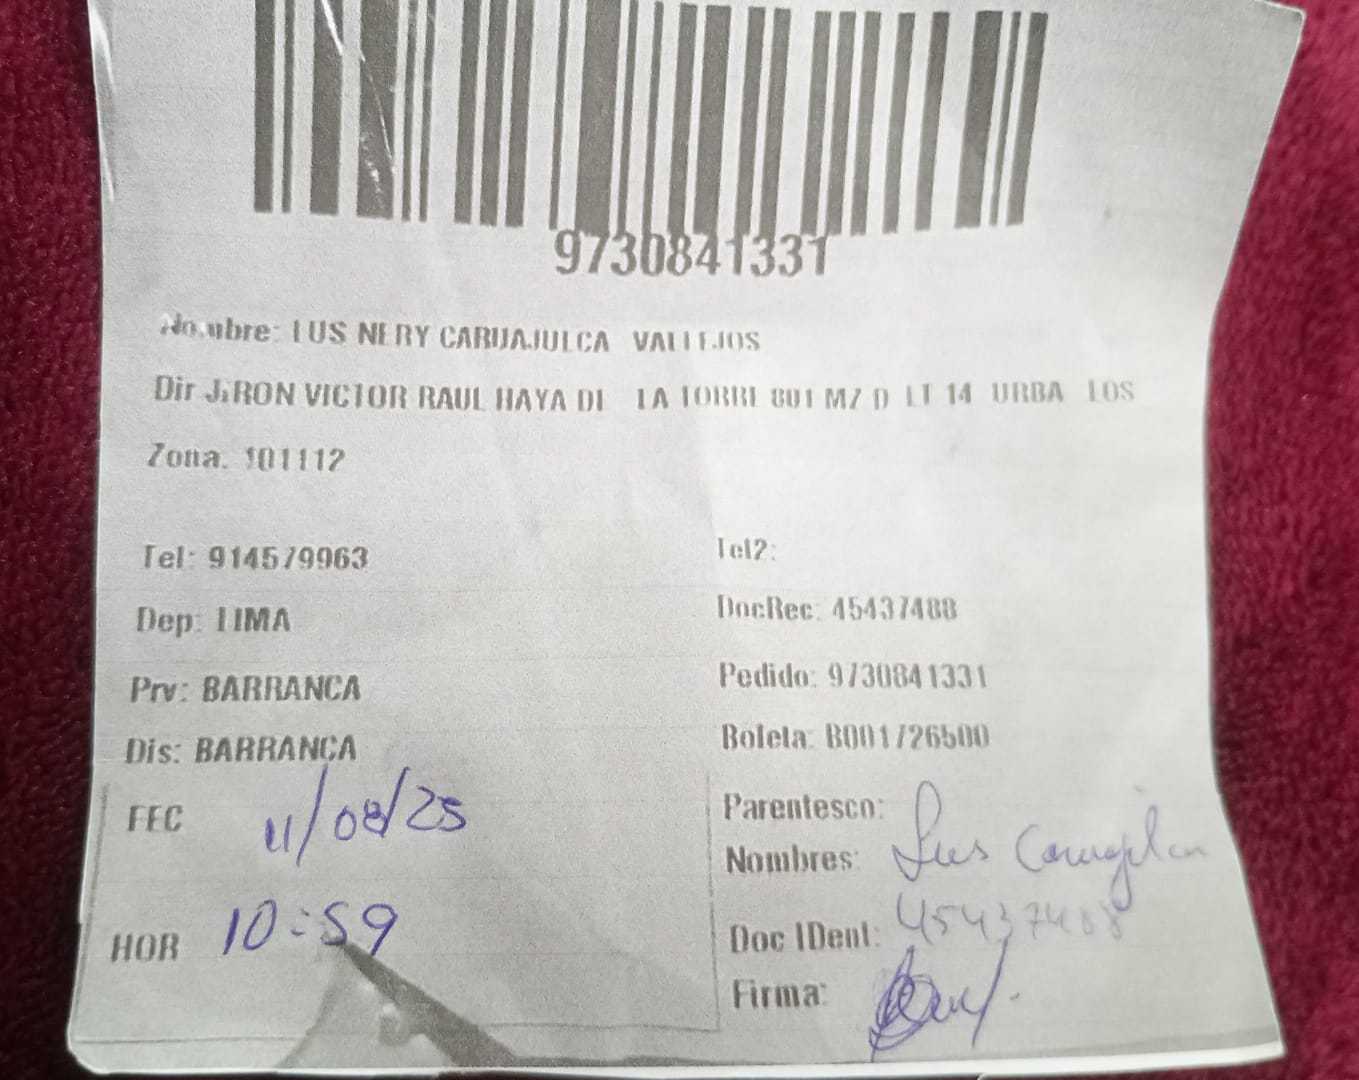 9730841331
Nombre: LUS NERY CARUAJULCA VALLEJOS
Dir JIRON VICTOR RAUL HAYA DE LA TORRE 801 MZ D LT 14 URBA LOS
Zona: 101112
Tel: 914579963 Tel2:
Dep: LIMA DocRec: 45437488
Prv: BARRANCA Pedido: 9730841331
Dis: BARRANCA Boleta: B001726500
FEC 11/08/25 Parentesco:
Nombres: Lus
HOR 10:59 Doc IDent: 45437488
Firma: